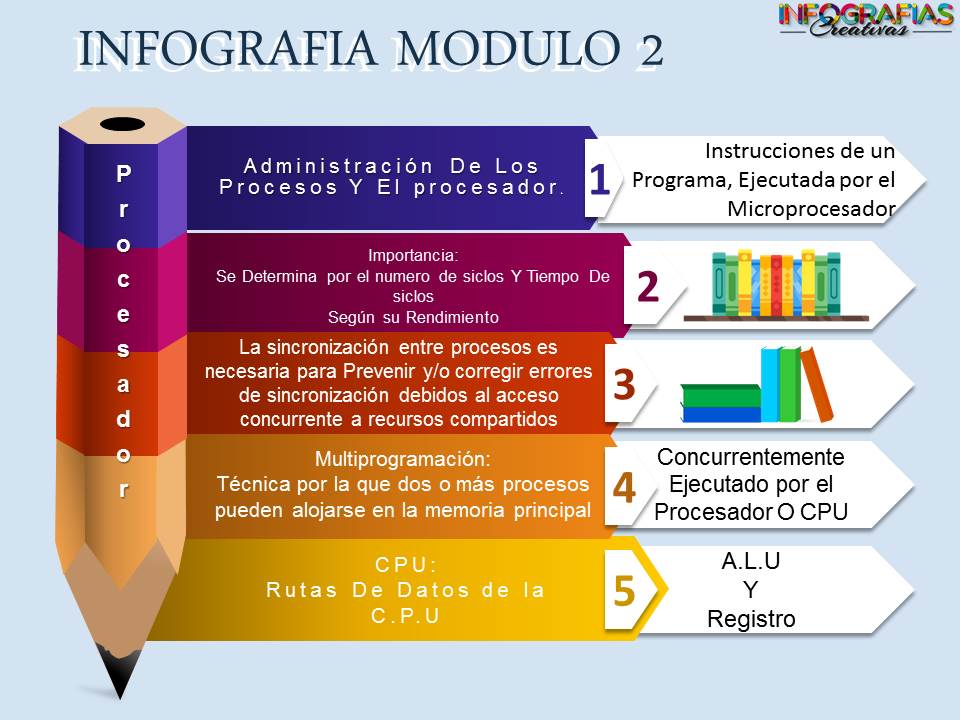 INFOGRAFIAS
Creativas
INFOGRAFIA MODULO 2
Procesador
Administración De Los
Procesos Y El procesador.
1
Instrucciones de un
Programa, Ejecutada por el
Microprocesador
Importancia:
Se Determina por el numero de siclos Y Tiempo De
siclos
Según su Rendimiento
2
La sincronización entre procesos es
necesaria para Prevenir y/o corregir errores
de sincronización debidos al acceso
concurrente a recursos compartidos
3
Multiprogramación:
Técnica por la que dos o más procesos
pueden alojarse en la memoria principal
4
Concurrentemente
Ejecutado por el
Procesador O CPU
CPU:
Rutas De Datos de la
C.P.U
5
A.L.U
Y
Registro